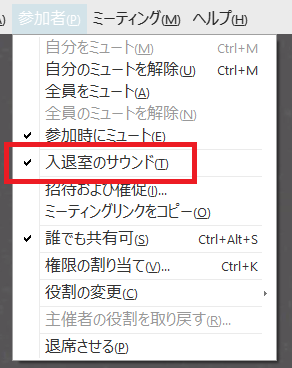 ) 参加者(P) ミーティング(M) ヘルプ(H)
自分をミュート(M) Ctrl+M
自分のミュートを解除(U) Ctrl+M
全員をミュート(A)
全員のミュートを解除(N)
✓ 参加時にミュート(E)
✓ 入退室のサウンド(T)
招待および催促(I)...
ミーティングリンクをコピー(O)
✓ 誰でも共有可(S) Ctrl+Alt+S
権限の割り当て(V)... Ctrl+K
役割の変更(C)
主催者の役割を取り戻す(R)...
退席させる(P)